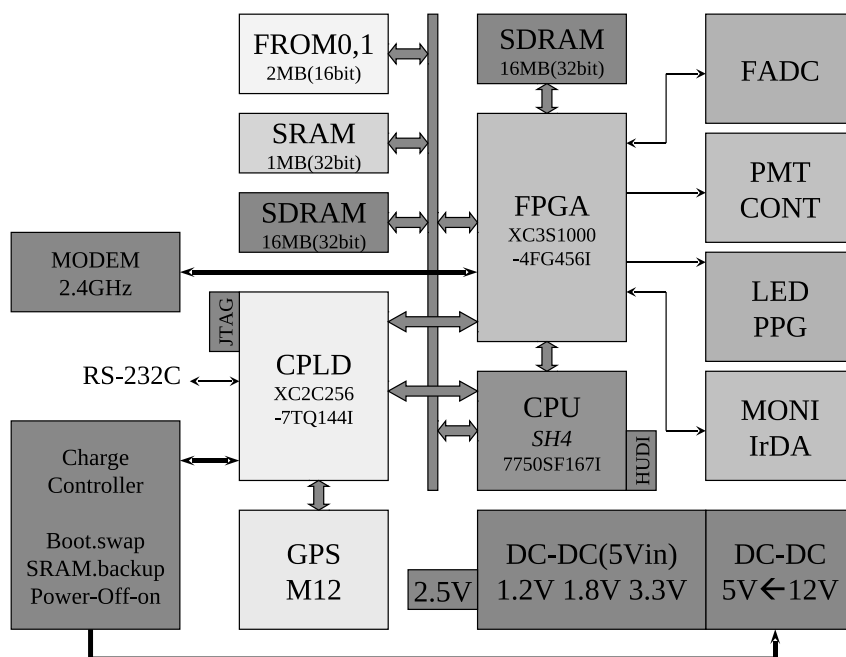 FROM0,1
2MB(16bit)
SDRAM
16MB(32bit)
FADC
SRAM
1MB(32bit)
PMT
CONT
FPGA
XC3S1000
-4FG456I
SDRAM
16MB(32bit)
MODEM
2.4GHz
LED
PPG
JTAG
CPLD
XC2C256
-7TQ144I
RS-232C
CPU
SH4
7750SF167I
HUDI
MONI
IrDA
Charge
Controller
Boot.swap
SRAM.backup
Power-Off-on
GPS
M12
2.5V
DC-DC(5Vin)
1.2V 1.8V 3.3V
DC-DC
5V←12V